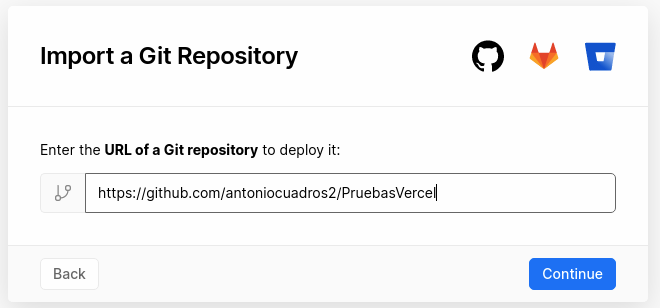 Import a Git Repository
Enter the URL of a Git repository to deploy it:
https://github.com/antoniocuadros2/PruebasVercel
Back
Continue